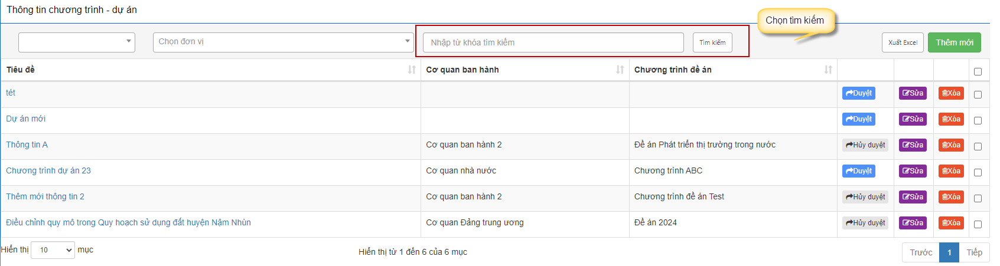 Thông tin chương trình - dự án
Chọn tìm kiếm
Chọn đơn vị
Nhập từ khóa tìm kiếm
Tìm kiếm
Xuất Excel
Thêm mới
Tiêu đề
Cơ quan ban hành
Chương trình đề án
tét
Duyệt
Sửa
Xóa
Dự án mới
Duyệt
Sửa
Xóa
Thông tin A
Cơ quan ban hành 2
Đề án Phát triển thị trường trong nước
Hủy duyệt
Sửa
Xóa
Chương trình dự án 23
Cơ quan nhà nước
Chương trình ABC
Duyệt
Sửa
Xóa
Thêm mới thông tin 2
Cơ quan ban hành 2
Chương trình đề án Test
Hủy duyệt
Sửa
Xóa
Điều chỉnh quy mô trong Quy hoạch sử dụng đất huyện Nậm Nhùn
Cơ quan Đảng trung ương
Đề án 2024
Hủy duyệt
Sửa
Xóa
Hiển thị 10 mục
Hiển thị từ 1 đến 6 của 6 mục
Trước
1
Tiếp